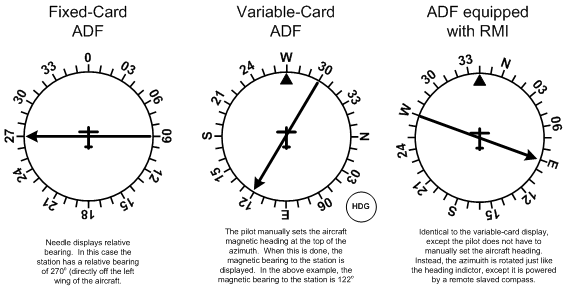 Fixed-Card
ADF
Variable-Card
ADF
ADF equipped
with RMI
0
03
06
09
12
15
18
21
24
27
30
33
W
30
33
N
03
06
E
12
15
S
21
24
33
N
03
06
E
12
15
S
21
24
W
30
HDG
Needle displays relative
bearing. In this case the
station has a relative bearing
of 270° (directly off the left
wing of the aircraft.
The pilot manually sets the aircraft
magnetic heading at the top of the
azimuth. When this is done, the
magnetic bearing to the station is
displayed. In the above example, the
magnetic bearing to the station is 122°
Identical to the variable-card display,
except the pilot does not have to
manually set the aircraft heading.
Instead, the azimuth is rotated just like
the heading indictor, except it is powered
by a remote slaved compass.